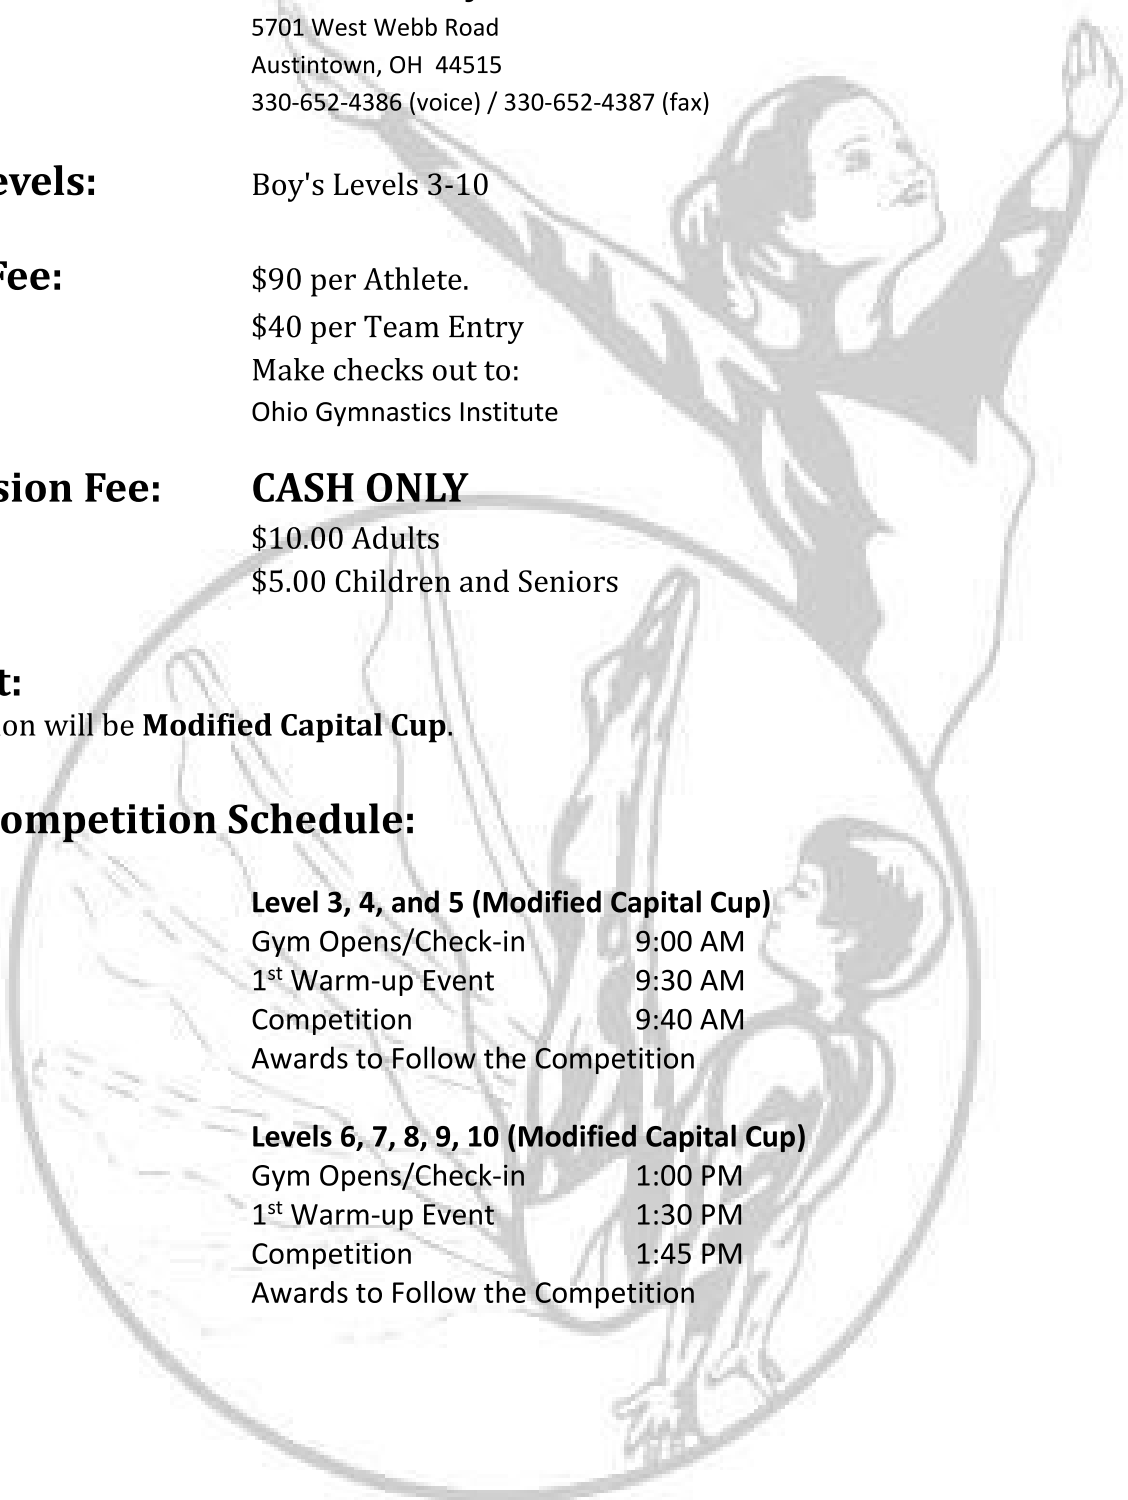 5701 West Webb Road
Austintown, OH  44515
330-652-4386 (voice) / 330-652-4387 (fax)
evels: Boy's Levels 3-10
Fee: $90 per Athlete.
$40 per Team Entry
Make checks out to:
Ohio Gymnastics Institute
sion Fee: CASH ONLY
$10.00 Adults
$5.00 Children and Seniors
t:
on will be Modified Capital Cup.
ompetition Schedule:
Level 3, 4, and 5 (Modified Capital Cup)
Gym Opens/Check-in 9:00 AM
1st Warm-up Event 9:30 AM
Competition 9:40 AM
Awards to Follow the Competition
Levels 6, 7, 8, 9, 10 (Modified Capital Cup)
Gym Opens/Check-in 1:00 PM
1st Warm-up Event 1:30 PM
Competition 1:45 PM
Awards to Follow the Competition